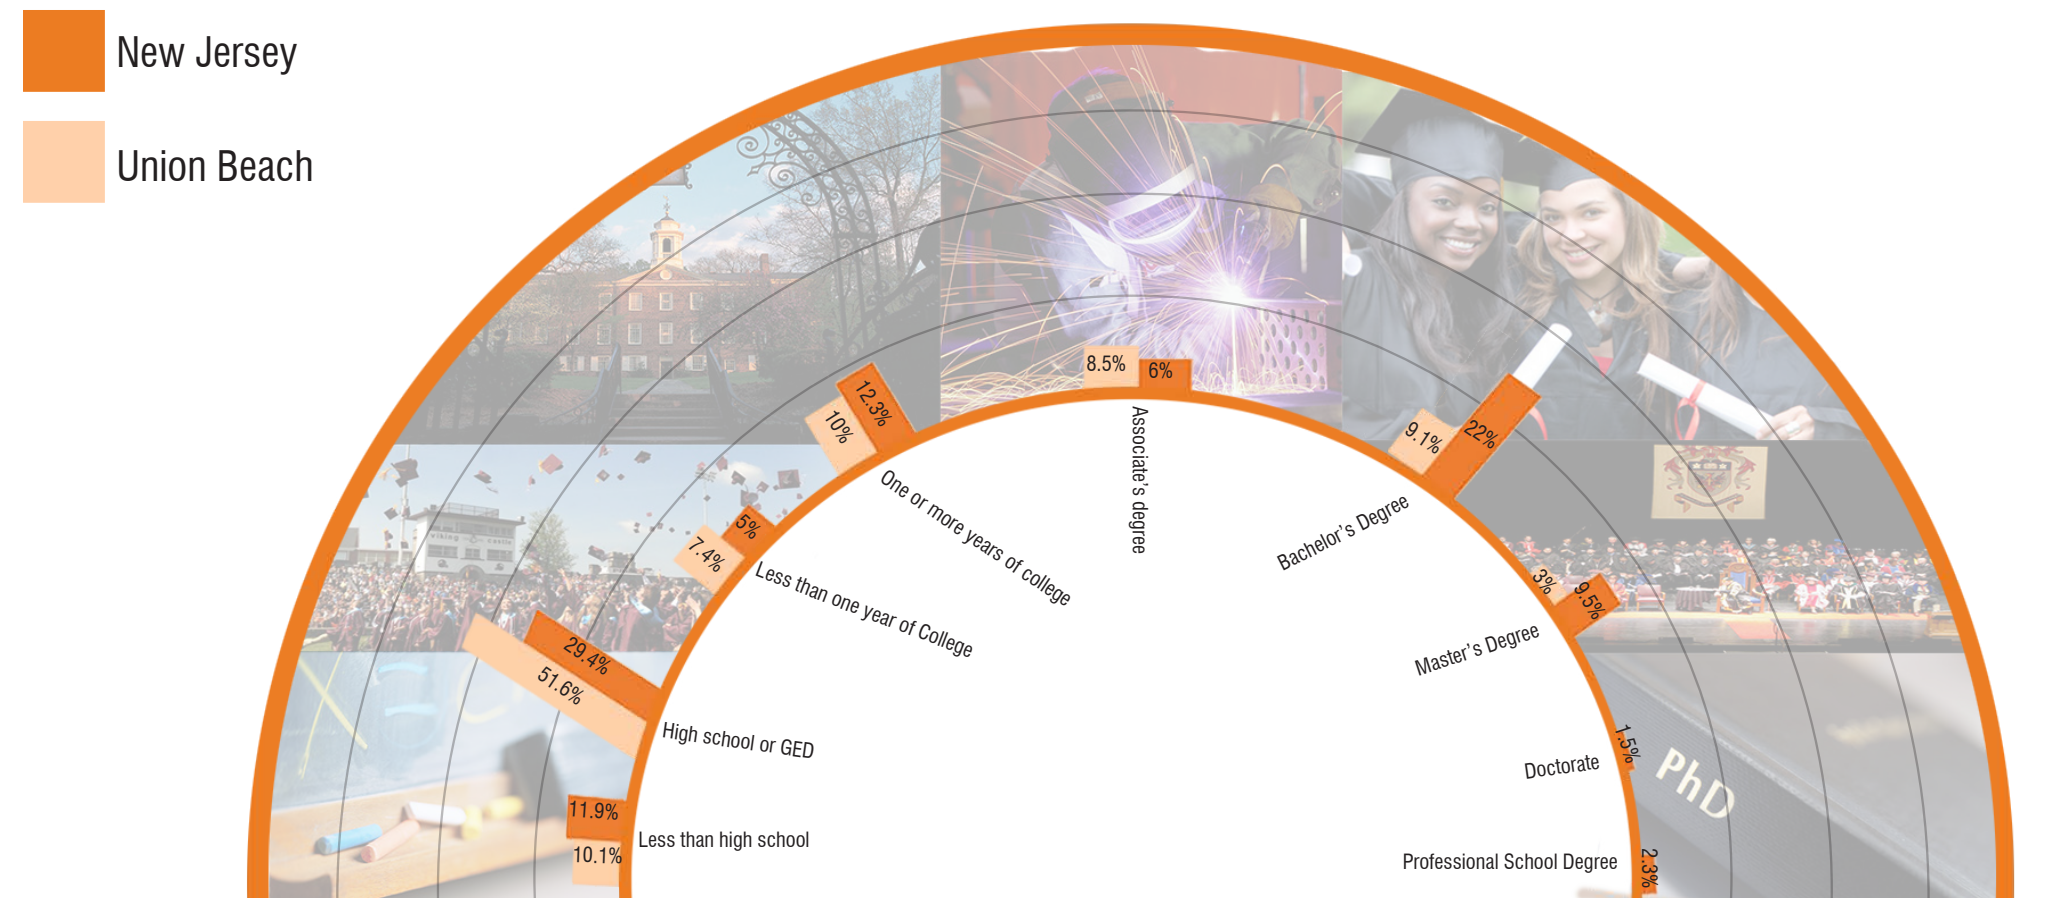 New Jersey
Union Beach
11.9%
10.1%
Less than high school
29.4%
51.6%
High school or GED
5%
7.4%
Less than one year of College
12.3%
10%
One or more years of college
8.5%
6%
Associate's degree
9.1%
22%
Bachelor's Degree
3%
9.5%
Master's Degree
1.5%
Doctorate
2.3%
Professional School Degree
PhD
viking castle